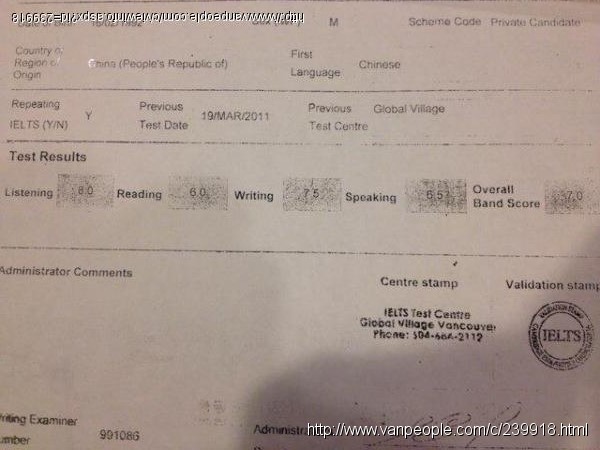 http://www.vanpeople.com/c/viewinfo.aspx?id=239918
M Scheme Code Private Candidate
Country or
Region of
Origin
China (People's Republic of)
First
Language
Chinese
Repeating
IELTS (Y/N)
Y
Previous
Test Date
19/MAR/2011
Previous
Test Centre
Global Village
Test Results
Listening 8.0 Reading 6.0 Writing 7.5 Speaking 6.5 Overall
Band Score 7.0
Administrator Comments
Centre stamp
Validation stamp
IELTS Test Centre
Global Village Vancouver
Phone: 604-684-2112
IELTS
Writing Examiner
Number
991086
http://www.vanpeople.com/c/239918.html